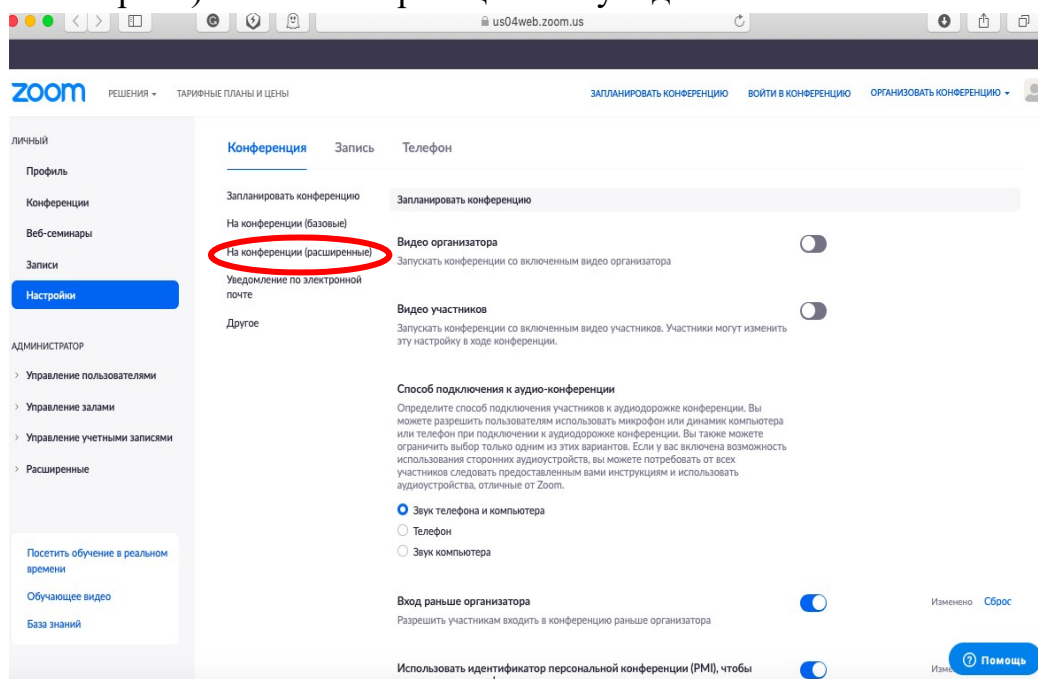 us04web.zoom.us
zoom
РЕШЕНИЯ
ТАРИФНЫЕ ПЛАНЫ И ЦЕНЫ
ЗАПЛАНИРОВАТЬ КОНФЕРЕНЦИЮ
ВОЙТИ В КОНФЕРЕНЦИЮ
ОРГАНИЗОВАТЬ КОНФЕРЕНЦИЮ
ЛИЧНЫЙ
Профиль
Конференции
Веб-семинары
Записи
Настройки
АДМИНИСТРАТОР
Управление пользователями
Управление залами
Управление учетными записями
Расширенные
Посетить обучение в реальном
времени
Обучающее видео
База знаний
Конференция
Запись
Телефон
Запланировать конференцию
На конференции (базовые)
На конференции (расширенные)
Уведомление по электронной
почте
Другое
Запланировать конференцию
Видео организатора
Запускать конференции со включенным видео организатора
Видео участников
Запускать конференции со включенным видео участников. Участники могут изменить
эту настройку в ходе конференции.
Способ подключения к аудио-конференции
Определите способ подключения участников к аудиодорожке конференции. Вы
можете разрешить пользователям использовать микрофон или динамик компьютера
или телефон при подключении к аудиодорожке конференции. Вы также можете
ограничить выбор только одним из этих вариантов. Если у вас включена возможность
использования сторонних аудиоустройств, вы можете потребовать от всех
участников следовать предоставленным вами инструкциям и использовать
аудиоустройства, отличные от Zoom.
Звук телефона и компьютера
Телефон
Звук компьютера
Вход раньше организатора
Изменено Сброс
Разрешить участникам входить в конференцию раньше организатора
Использовать идентификатор персональной конференции (PMI), чтобы
Помощь